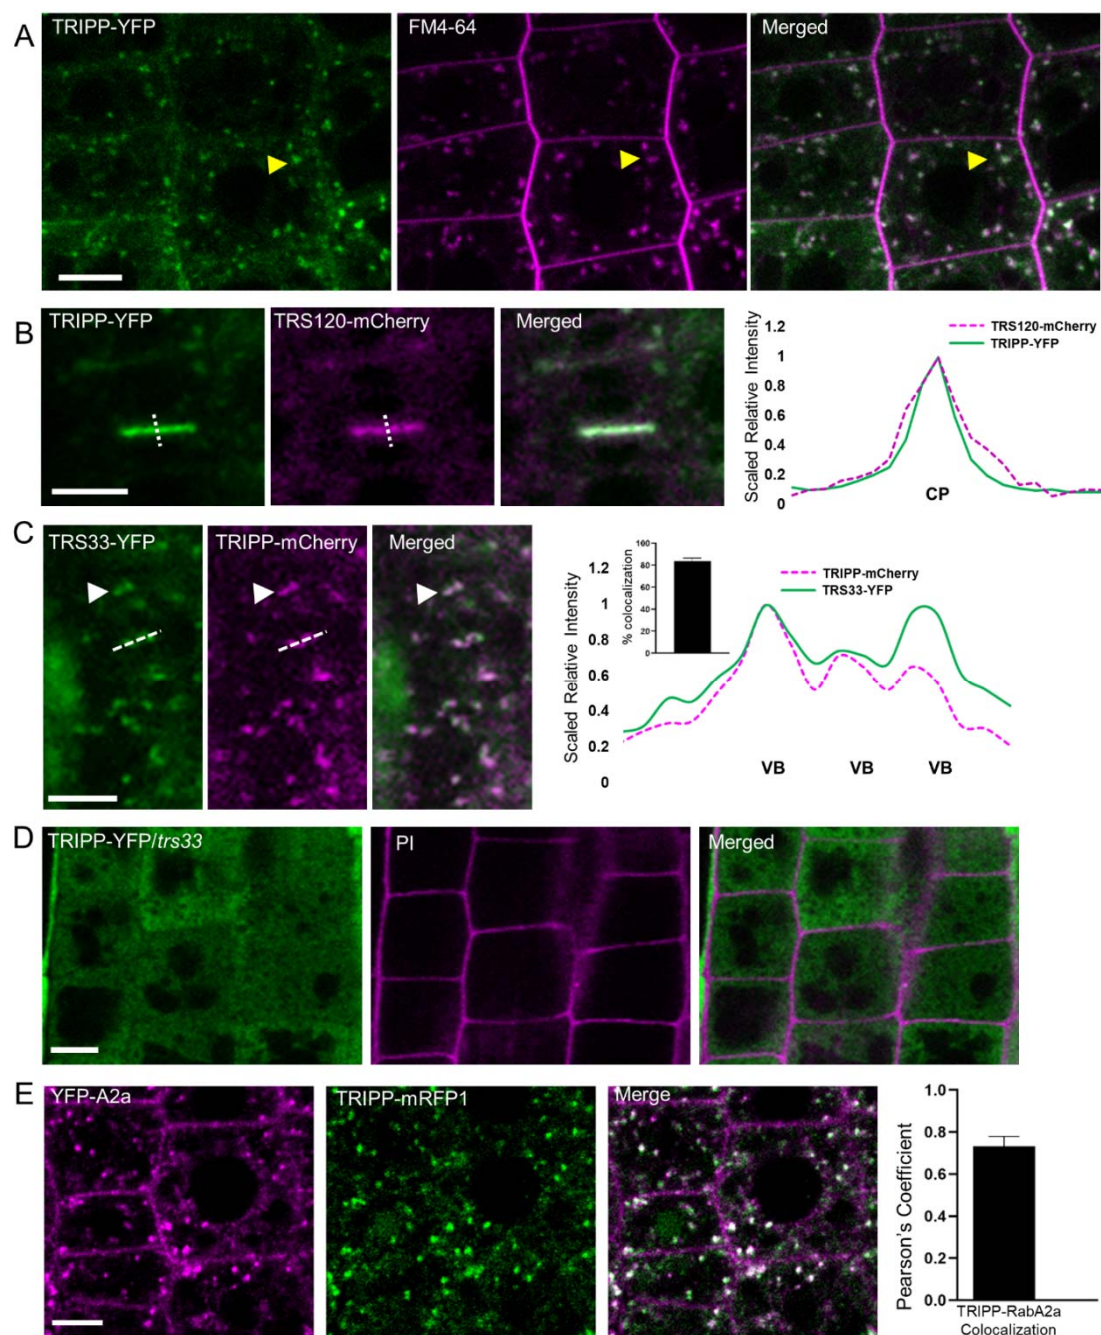 A
TRIPP-YFP
FM4-64
Merged
B
TRIPP-YFP
TRS120-mCherry
Merged
Scaled Relative Intensity
1.2
1
0.8
0.6
0.4
0.2
0
TRS120-mCherry
TRIPP-YFP
CP
C
TRS33-YFP
TRIPP-mCherry
Merged
Scaled Relative Intensity
1.2
1
0.8
0.6
0.4
0.2
0
% colocalization
100
80
60
40
20
0
TRIPP-mCherry
TRS33-YFP
VB
VB
VB
D
TRIPP-YFP/trs33
PI
Merged
E
YFP-A2a
TRIPP-mRFP1
Merge
Pearson's Coefficient
1.0
0.8
0.6
0.4
0.2
0.0
TRIPP-RabA2a
Colocalization